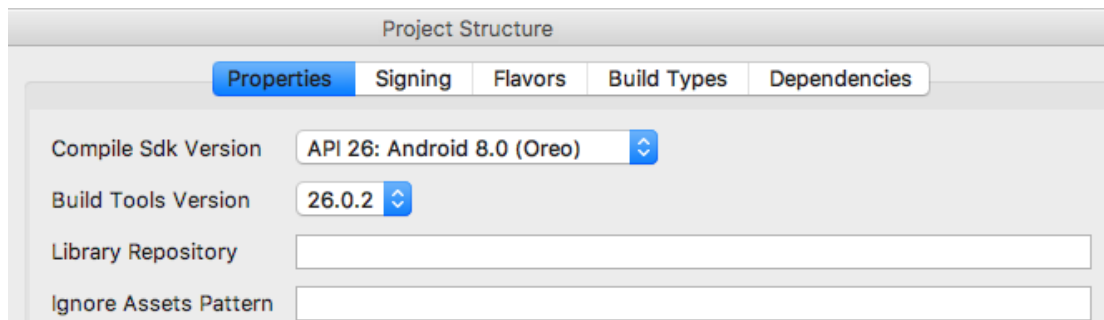 Project Structure
Properties Signing Flavors Build Types Dependencies
Compile Sdk Version API 26: Android 8.0 (Oreo)
Build Tools Version 26.0.2
Library Repository
Ignore Assets Pattern